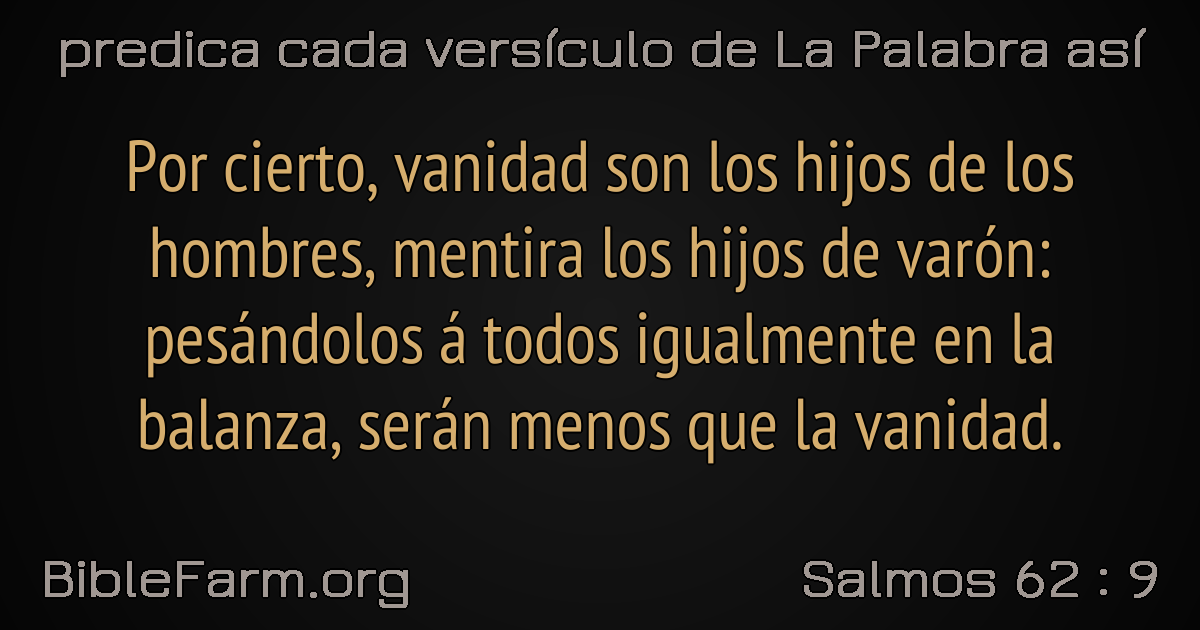 predica cada versículo de La Palabra así
Por cierto, vanidad son los hijos de los
hombres, mentira los hijos de varón:
pesándolos á todos igualmente en la
balanza, serán menos que la vanidad.
BibleFarm.org
Salmos 62 : 9